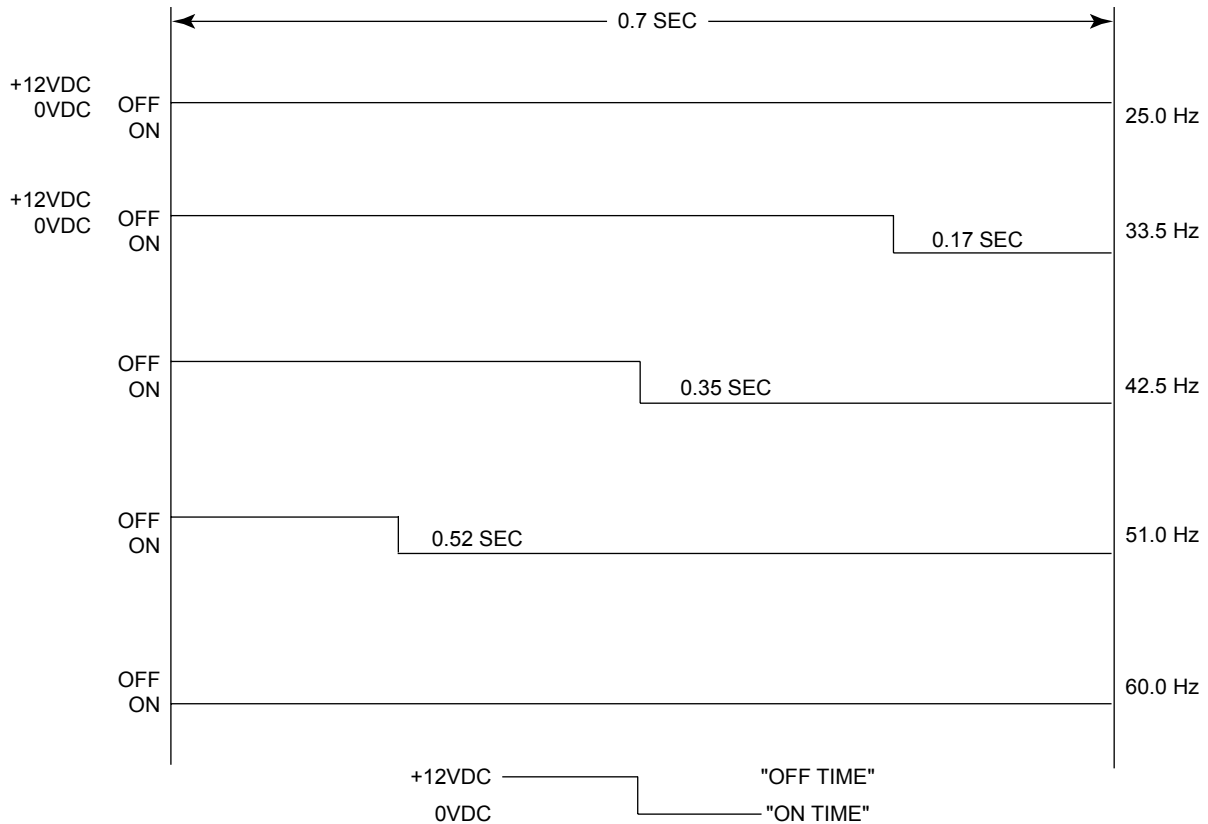 0.7 SEC
+12VDC
0VDC
OFF
ON
25.0 Hz
+12VDC
0VDC
OFF
ON
0.17 SEC
33.5 Hz
OFF
ON
0.35 SEC
42.5 Hz
OFF
ON
0.52 SEC
51.0 Hz
OFF
ON
60.0 Hz
+12VDC "OFF TIME"
0VDC "ON TIME"